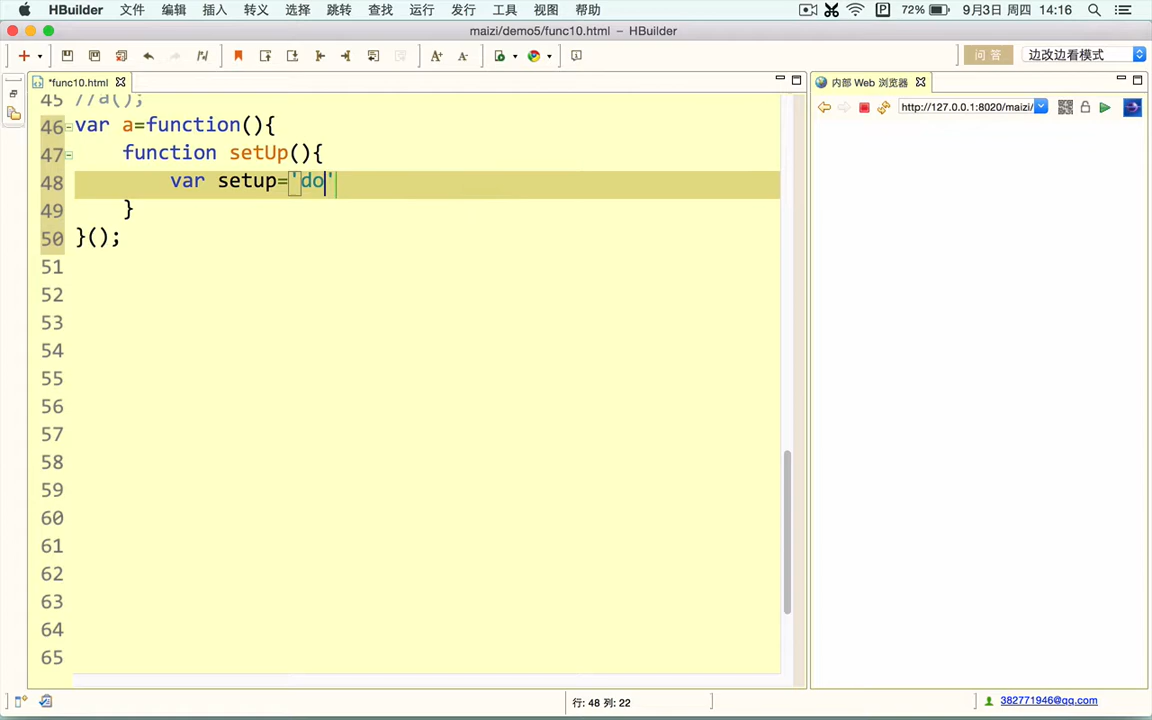 HBuilder 文件 编辑 插入 转义 选择 跳转 查找 运行 发行 工具 视图 帮助 72% 9月3日 周四 14:16
maizi/demo5/func10.html – HBuilder
A+ A- 问 答 边改边看模式
*func10.html 内部 Web 浏览器
http://127.0.0.1:8020/maizi/
45 //a();
46 var a=function(){
47 function setUp(){
48 var setup='do'
49 }
50 }();
51
52
53
54
55
56
57
58
59
60
61
62
63
64
65
行: 48 列: 22
382771946@qq.com